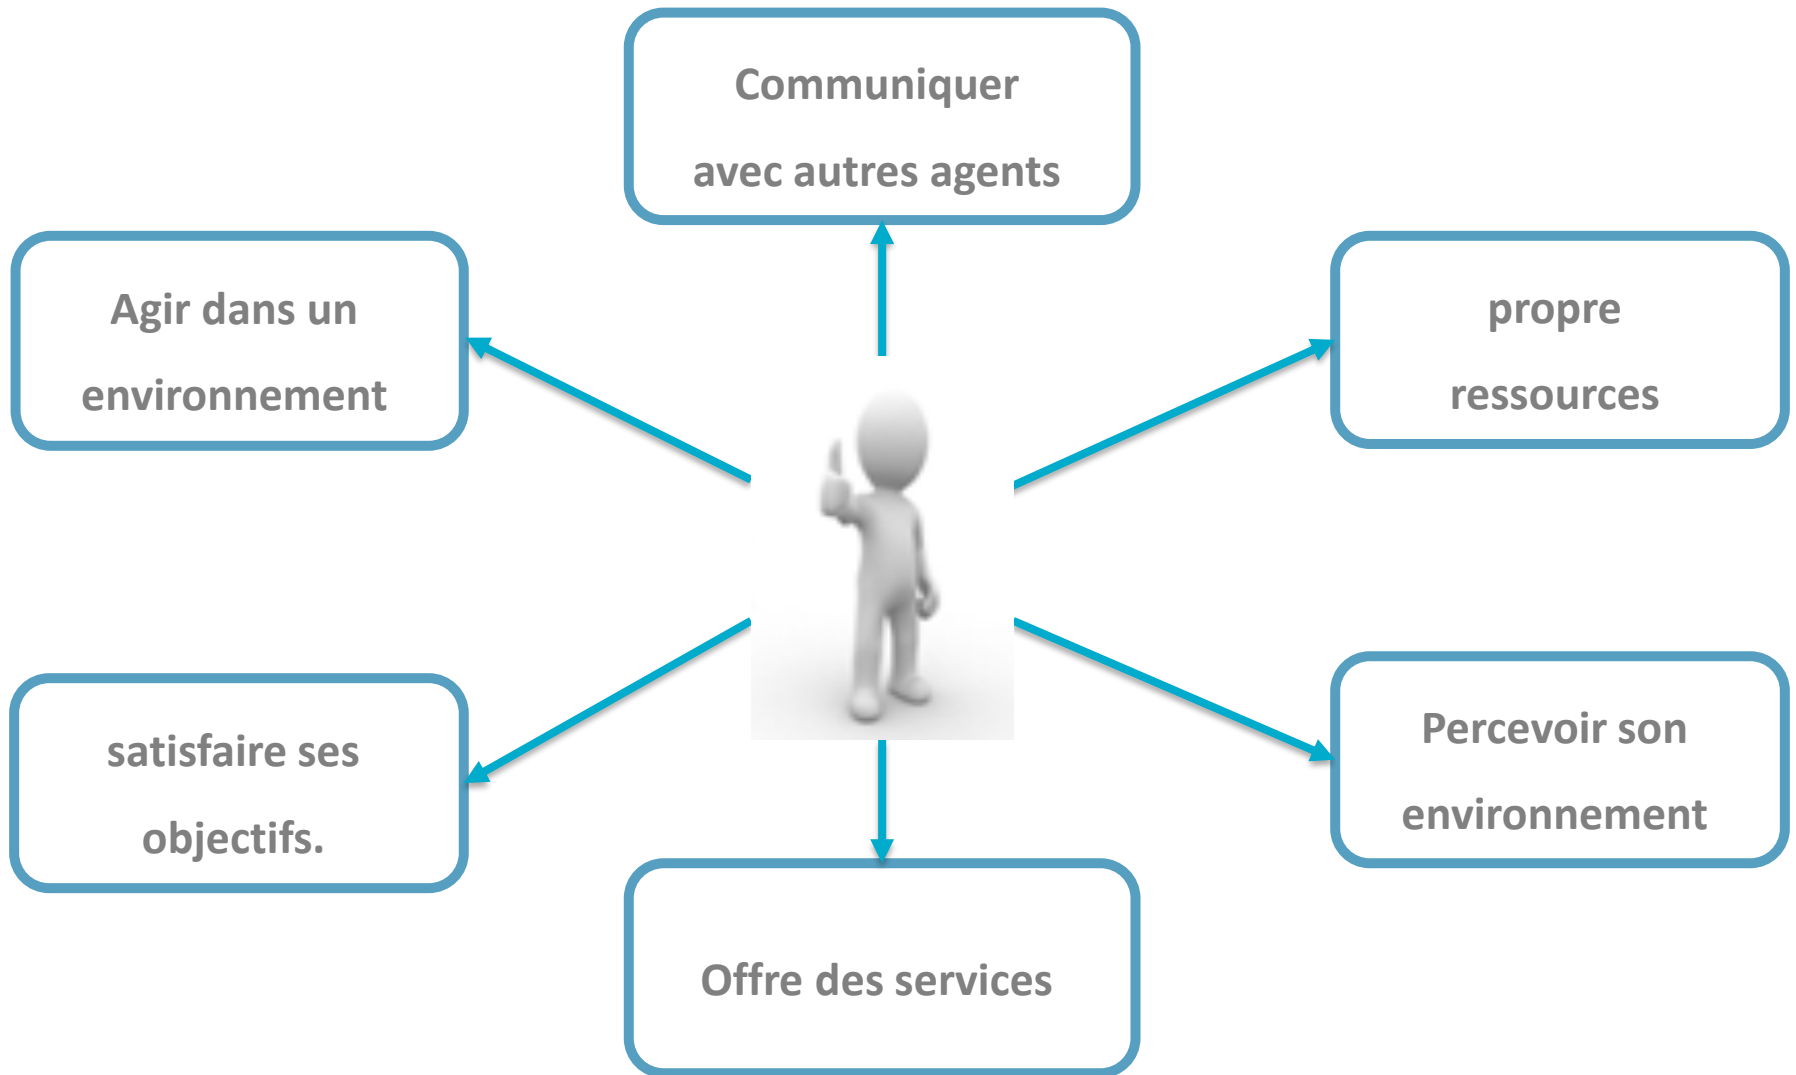 Communiquer
avec autres agents
Agir dans un
environnement
propre
ressources
satisfaire ses
objectifs.
Percevoir son
environnement
Offre des services